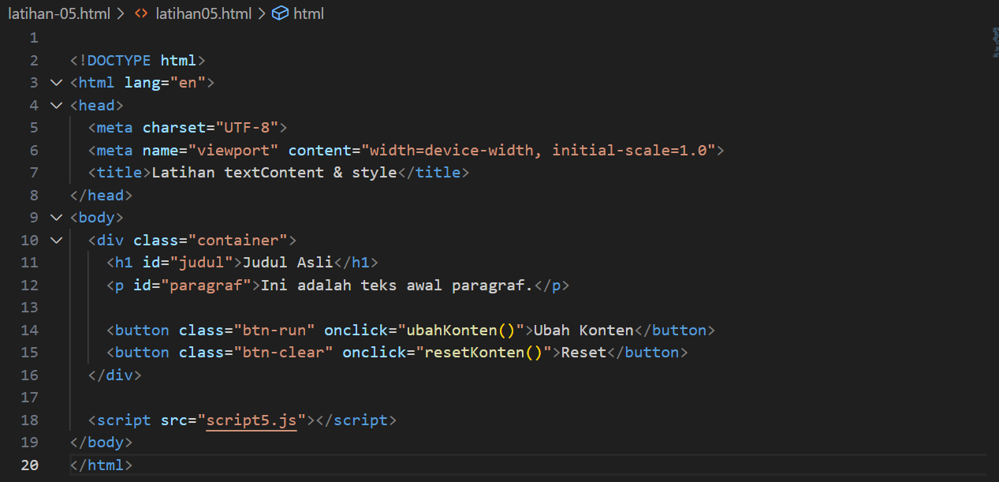 latihan-05.html > <> latihan05.html > html
1
2 <!DOCTYPE html>
3 <html lang="en">
4 <head>
5   <meta charset="UTF-8">
6   <meta name="viewport" content="width=device-width, initial-scale=1.0">
7   <title>Latihan textContent & style</title>
8 </head>
9 <body>
10   <div class="container">
11     <h1 id="judul">Judul Asli</h1>
12     <p id="paragraf">Ini adalah teks awal paragraf.</p>
13
14     <button class="btn-run" onclick="ubahKonten()">Ubah Konten</button>
15     <button class="btn-clear" onclick="resetKonten()">Reset</button>
16   </div>
17
18   <script src="script5.js"></script>
19 </body>
20 </html>